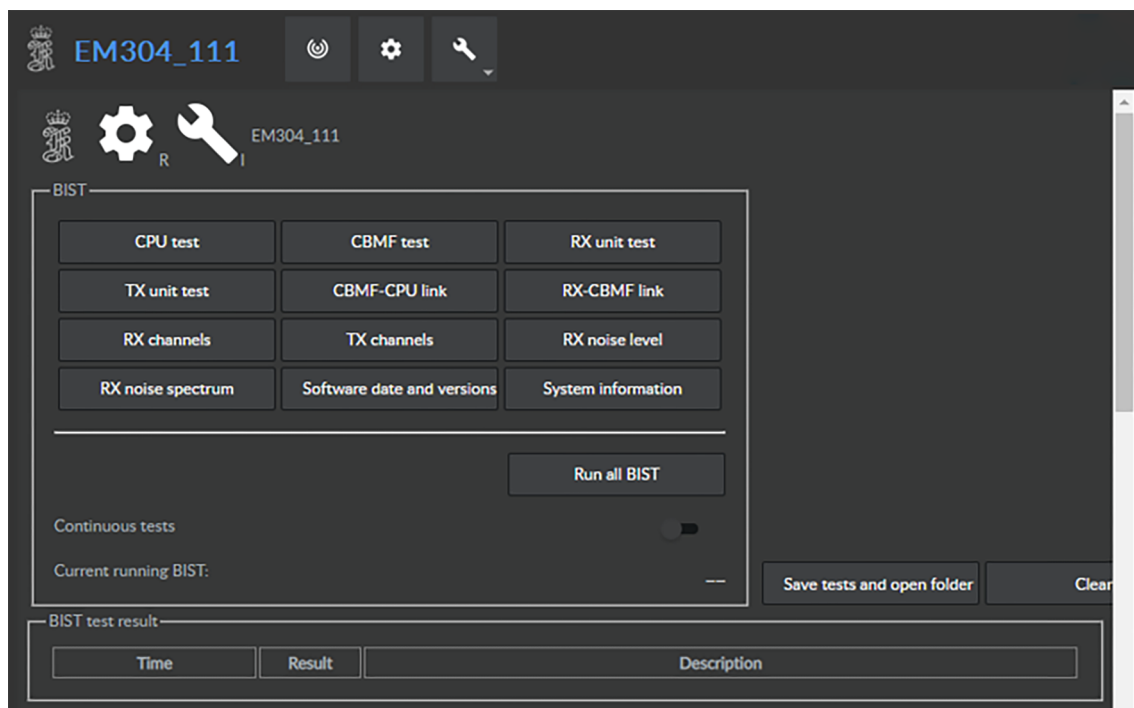 EM304_111
R I EM304_111
BIST
CPU test CBMF test RX unit test
TX unit test CBMF-CPU link RX-CBMF link
RX channels TX channels RX noise level
RX noise spectrum Software date and versions System information
Run all BIST
Continuous tests
Current running BIST: __
Save tests and open folder Clear
BIST test result
Time Result Description